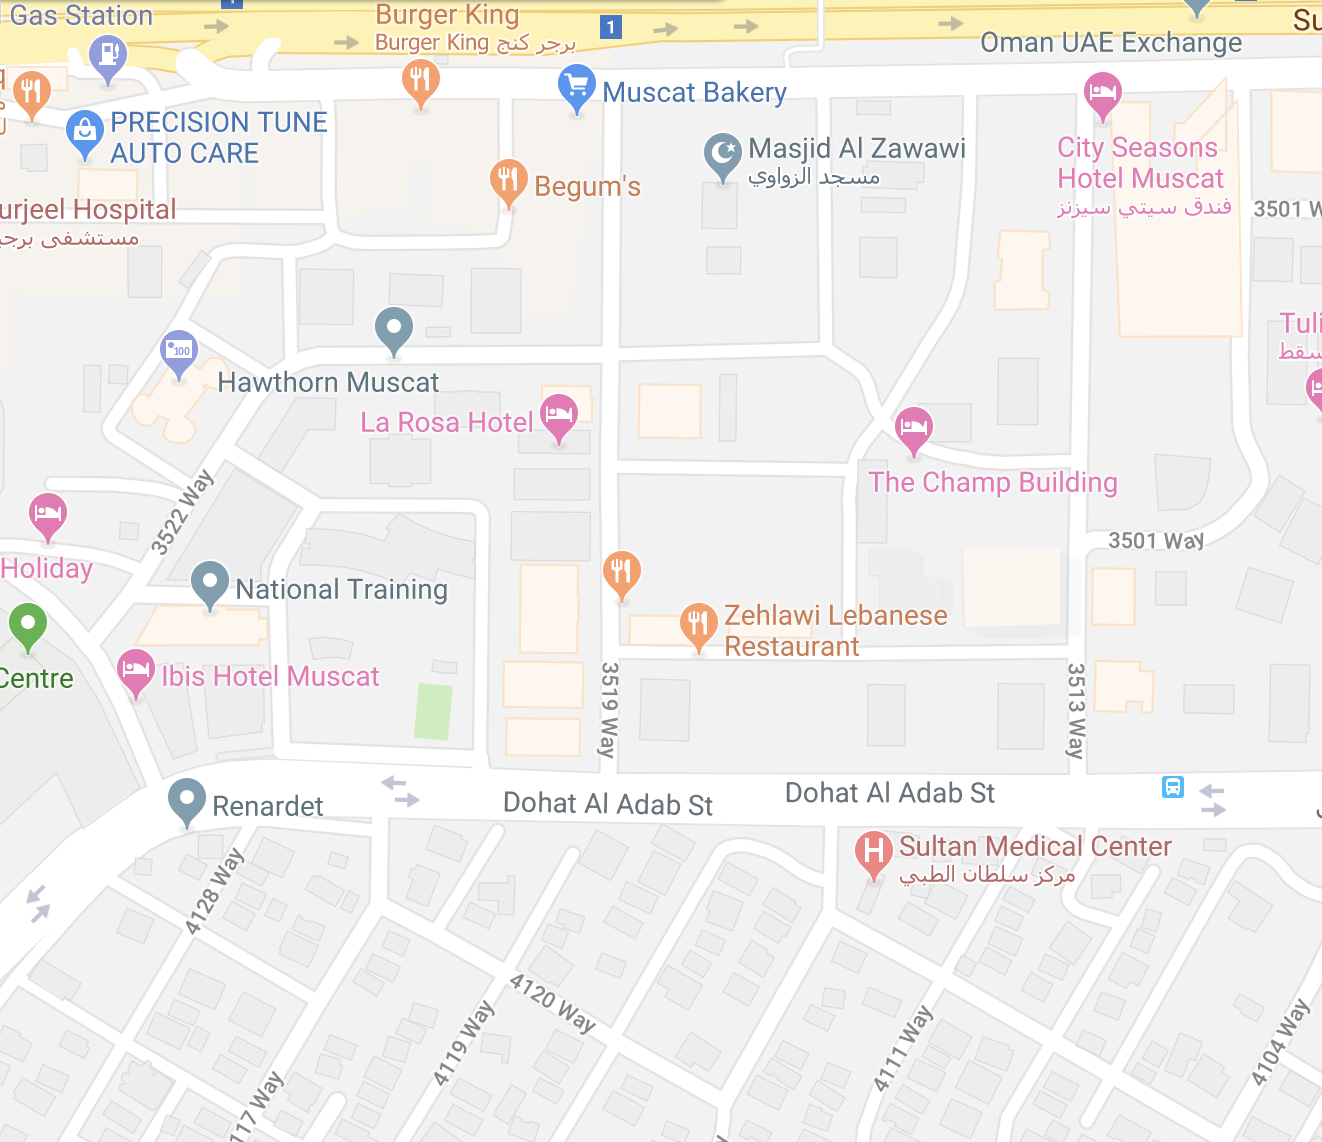 Gas Station
1
Burger King
Burger King برجر كنج
Su
Oman UAE Exchange
Muscat Bakery
PRECISION TUNE
AUTO CARE
Masjid Al Zawawi
مسجد الزواوي
City Seasons
Hotel Muscat
فندق سيتي سيزنز
Begum's
urjeel Hospital
مستشفى برجي
3501 W
Tuli
سقط
100
Hawthorn Muscat
La Rosa Hotel
The Champ Building
3522 Way
3501 Way
Holiday
National Training
Zehlawi Lebanese
Restaurant
Centre
Ibis Hotel Muscat
3519 Way
3513 Way
Renardet
Dohat Al Adab St
Dohat Al Adab St
H
Sultan Medical Center
مركز سلطان الطبي
4128 Way
4120 Way
4119 Way
4111 Way
4104 Way
117 Way